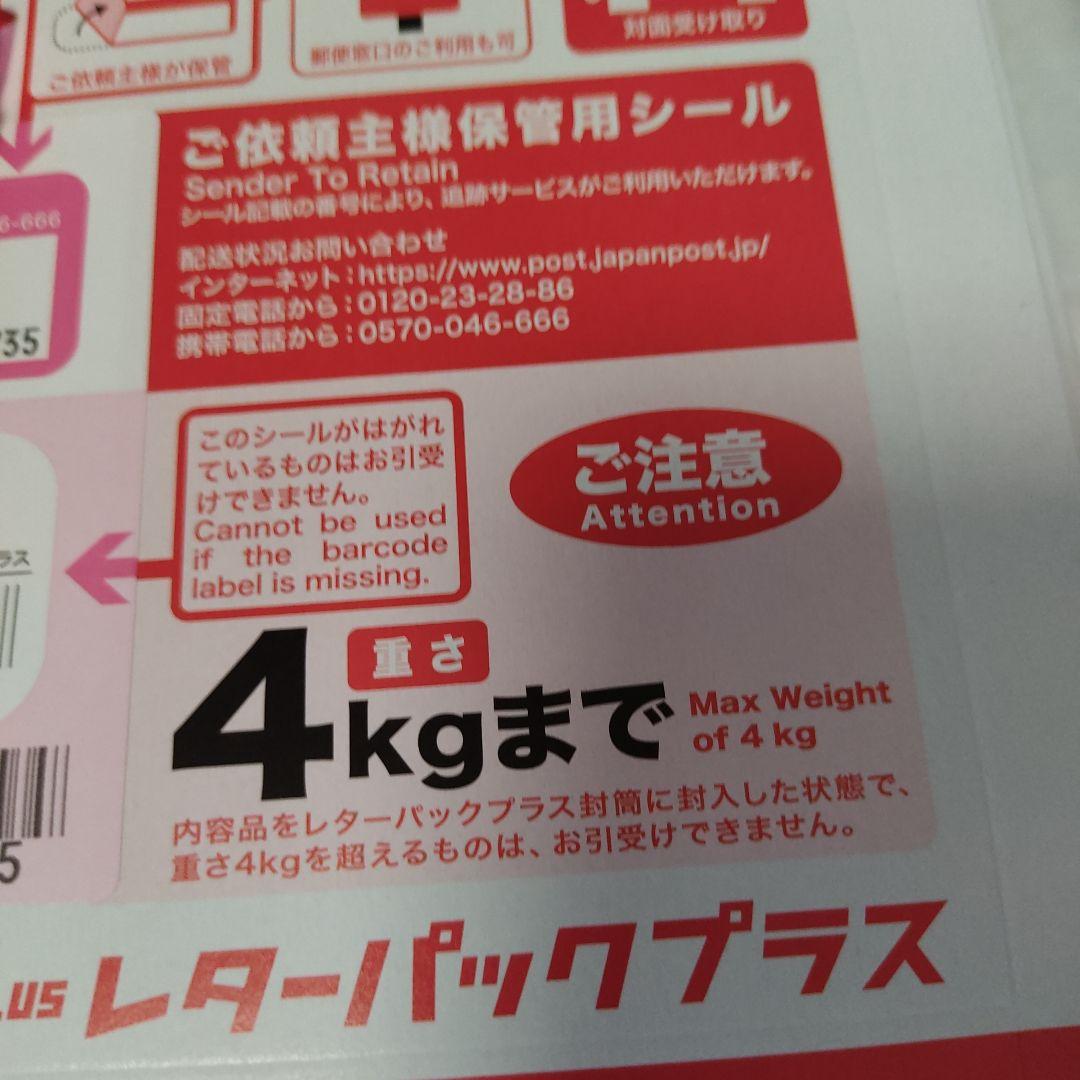 ご依頼主様が保管
郵便窓口のご利用も可
対面受け取り
ご依頼主様保管用シール
Sender To Retain
シール記載の番号により、追跡サービスがご利用いただけます。
配送状況お問い合わせ
インターネット：https://www.post.japanpost.jp/
固定電話から：0120-23-28-86
携帯電話から：0570-046-666
6-666
735
このシールがはがれ
ているものはお引受
けできません。
Cannot be used
if the barcode
label is missing.
ご注意
Attention
ラス
重さ
4kgまで
Max Weight
of 4 kg
内容品をレターパックプラス封筒に封入した状態で、
重さ4kgを超えるものは、お引受けできません。
5
LUS レターパックプラス